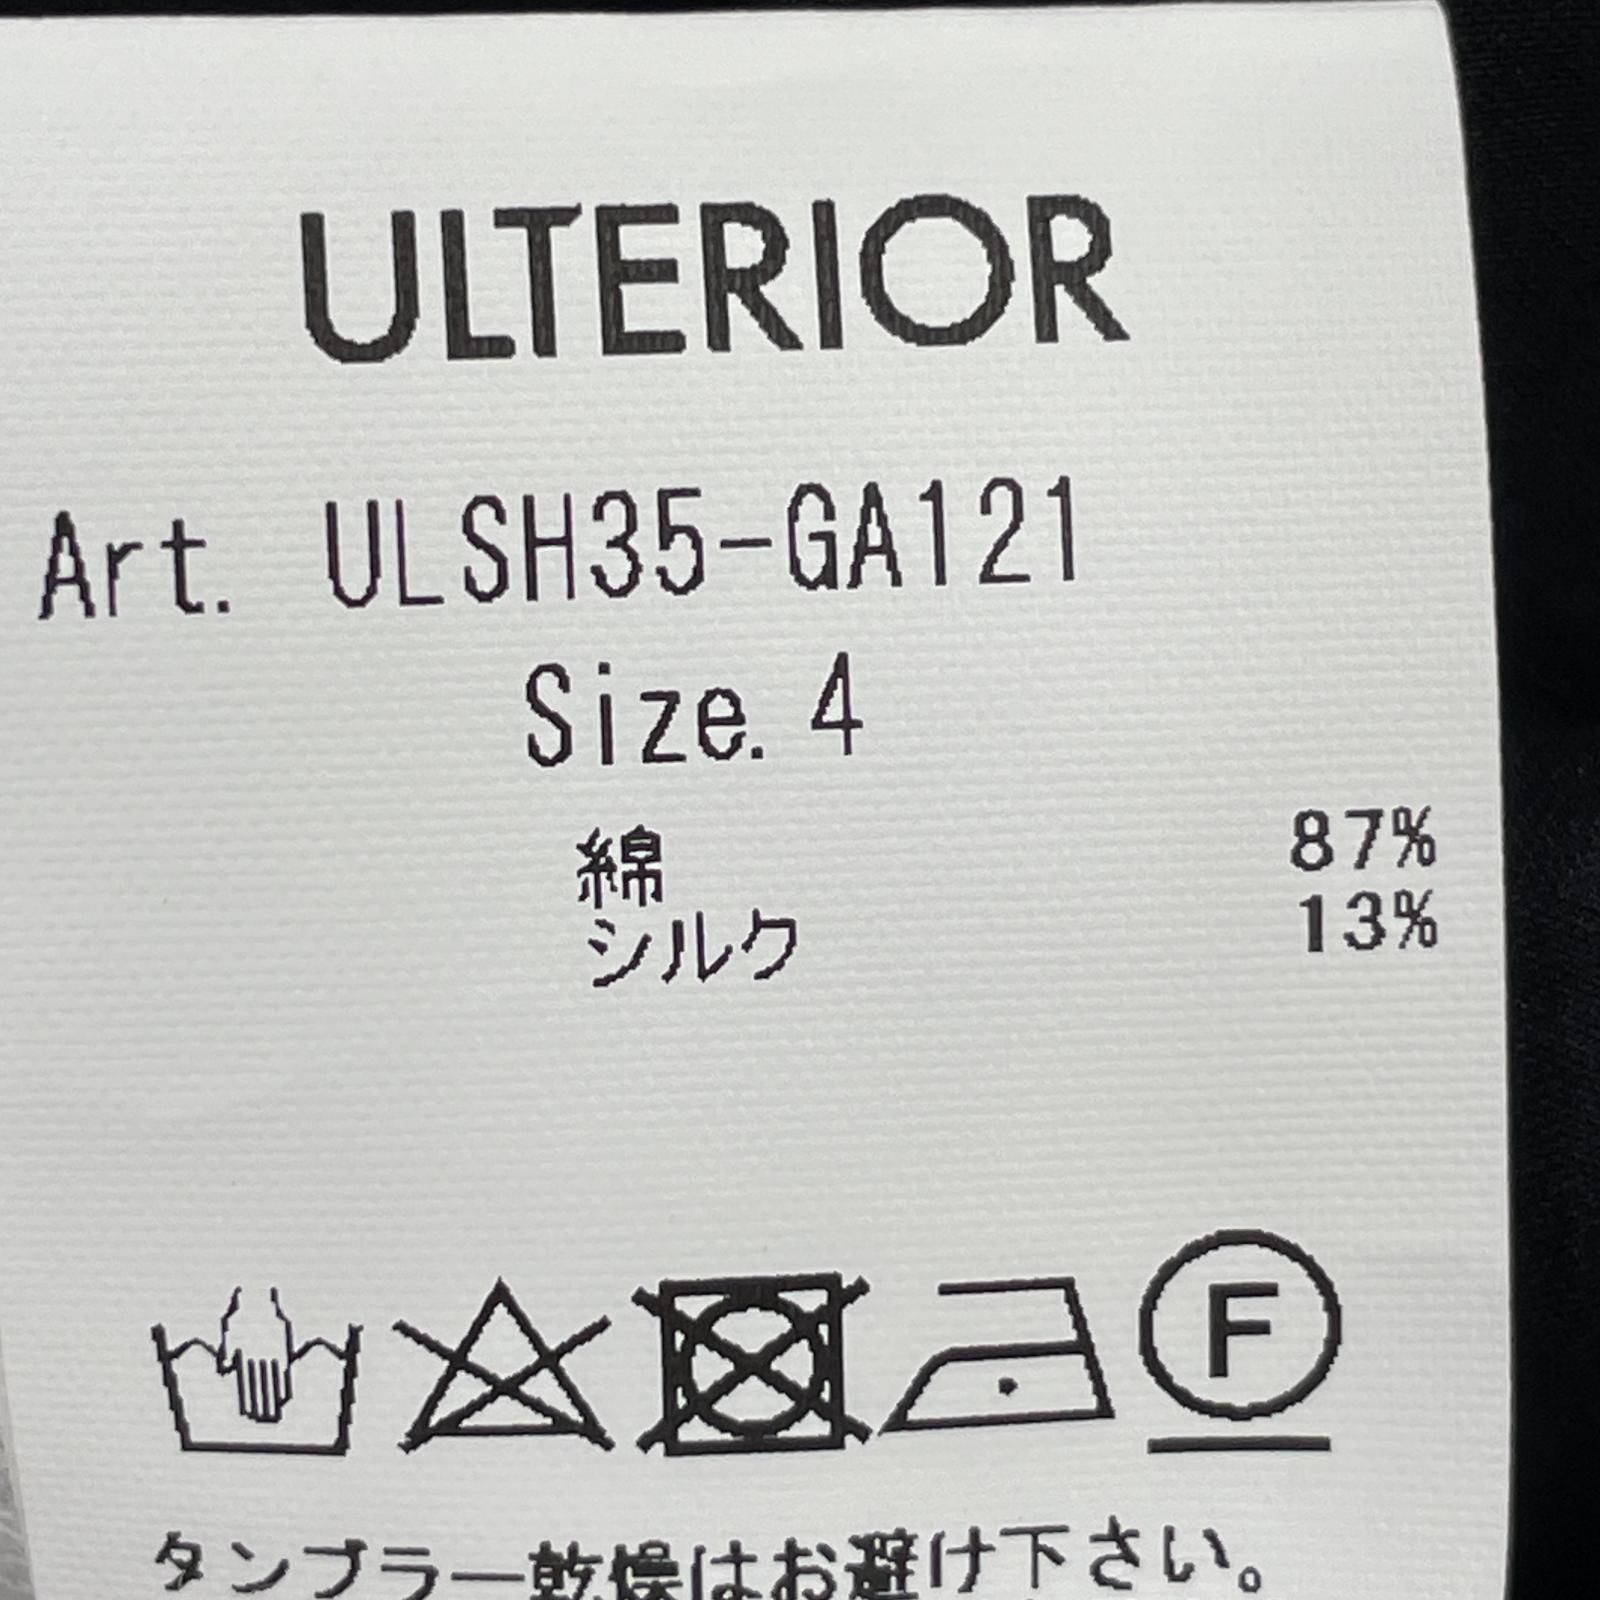 ULTERIOR
Art. ULSH35-GA121
Size. 4
綿 87%
シルク 13%
F
タンブラー乾燥はお避け下さい。